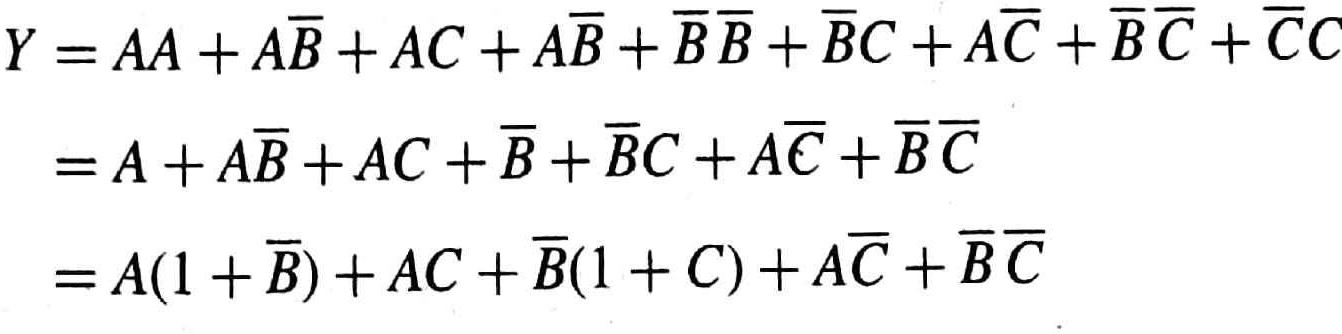 Y = AA + AB̅ + AC + AB̅ + B̅ B̅ + B̅C + AC̅ + B̅ C̅ + C̅C
= A + AB̅ + AC + B̅ + B̅C + AC̅ + B̅ C̅
= A(1 + B̅) + AC + B̅(1 + C) + AC̅ + B̅ C̅